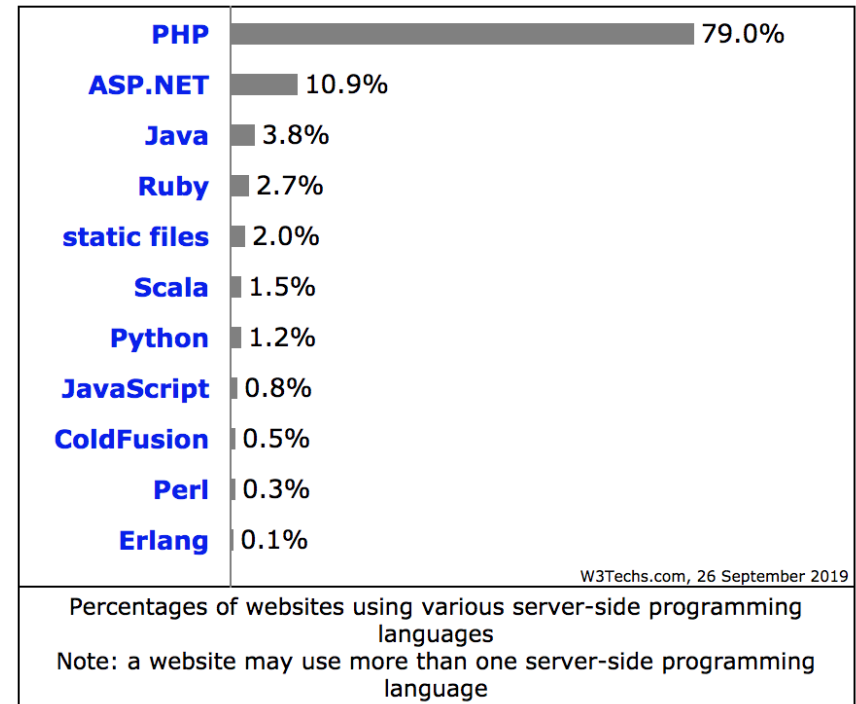 PHP 79.0%
ASP.NET 10.9%
Java 3.8%
Ruby 2.7%
static files 2.0%
Scala 1.5%
Python 1.2%
JavaScript 0.8%
ColdFusion 0.5%
Perl 0.3%
Erlang 0.1%
W3Techs.com, 26 September 2019
Percentages of websites using various server-side programming
languages
Note: a website may use more than one server-side programming
language